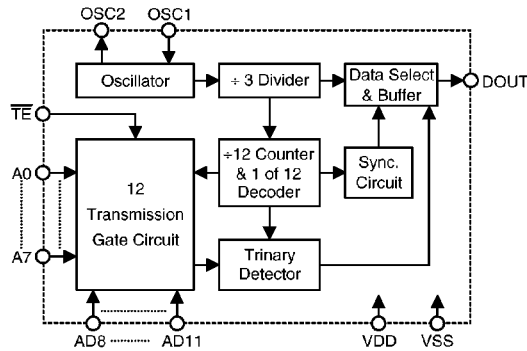 OSC2 OSC1
Oscillator
÷ 3 Divider
Data Select
& Buffer
DOUT
TE
A0
12
Transmission
Gate Circuit
÷12 Counter
& 1 of 12
Decoder
Sync.
Circuit
A7
Trinary
Detector
AD8 AD11 VDD VSS